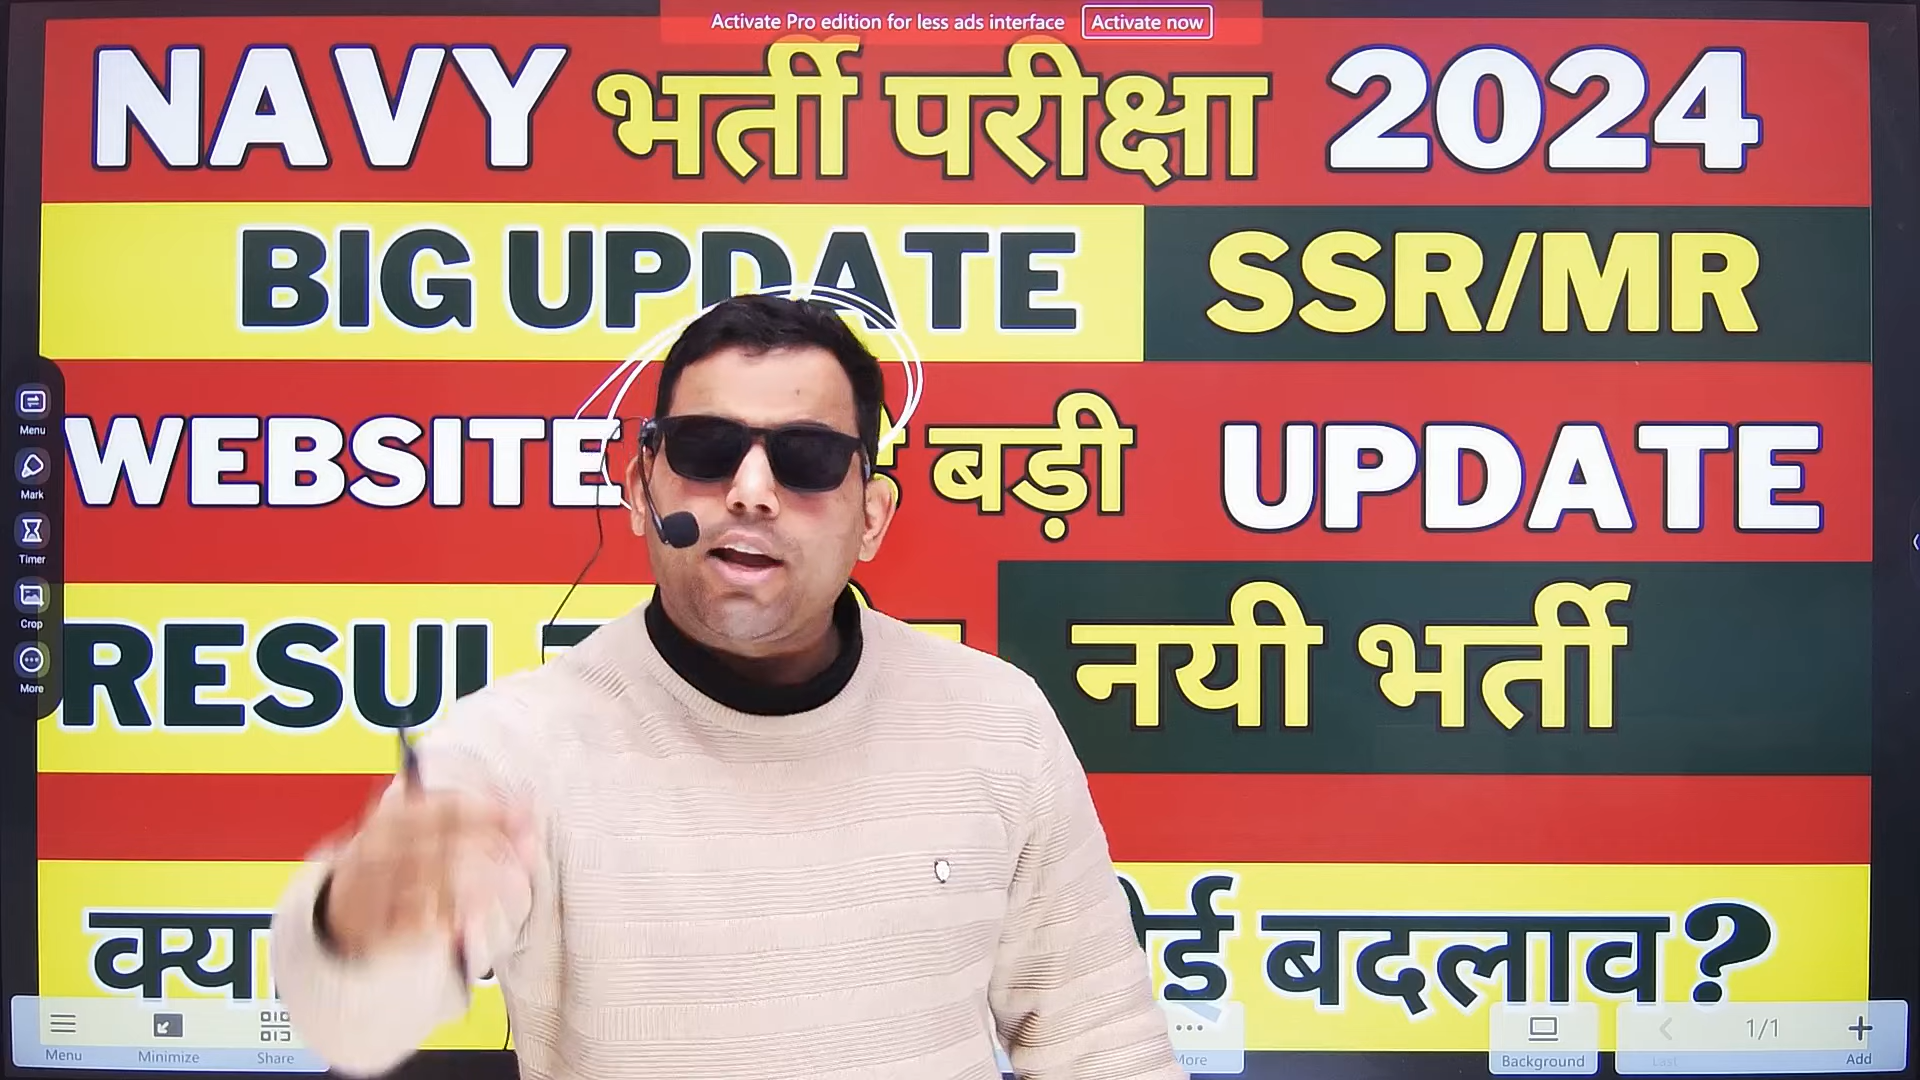 Activate Pro edition for less ads interface Activate now
NAVY भर्ती परीक्षा 2024
BIG UPDATE SSR/MR
WEBSITE बड़ी UPDATE
नयी भर्ती
बदलाव?
Menu
Mark
Timer
Crop
More
Menu Minimize Share More Background Last 1/1 Add